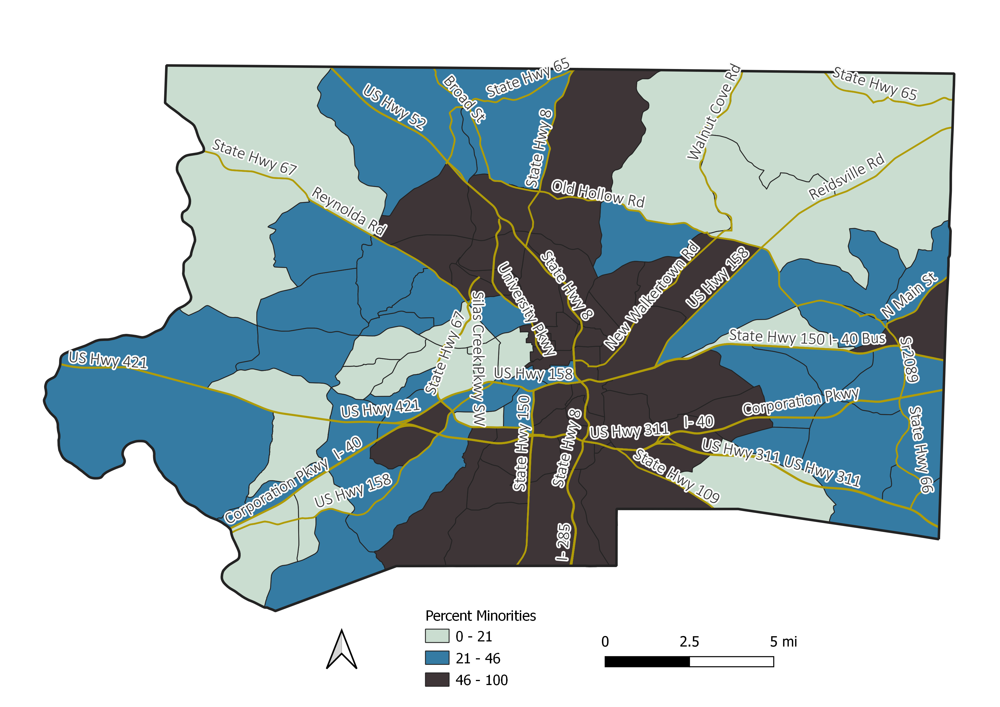 State Hwy 65
State Hwy 65
Broad St
US Hwy 52
Walnut Cove Rd
State Hwy 8
State Hwy 67
Reidsville Rd
Reynolda Rd
Old Hollow Rd
New Walkertown Rd
US Hwy 158
State Hwy 8
University Pkwy
N Main St
Silas Creek Pkwy SW
State Hwy 67
State Hwy 150 I- 40 Bus
US Hwy 421
Sr2089
US Hwy 158
US Hwy 421
State Hwy 150
Corporation Pkwy
State Hwy 8
I- 40
US Hwy 311
State Hwy 66
Corporation Pkwy I- 40
US Hwy 311 US Hwy 311
State Hwy 109
US Hwy 158
I- 285
Percent Minorities
0 - 21
21 - 46
46 - 100
0 2.5 5 mi